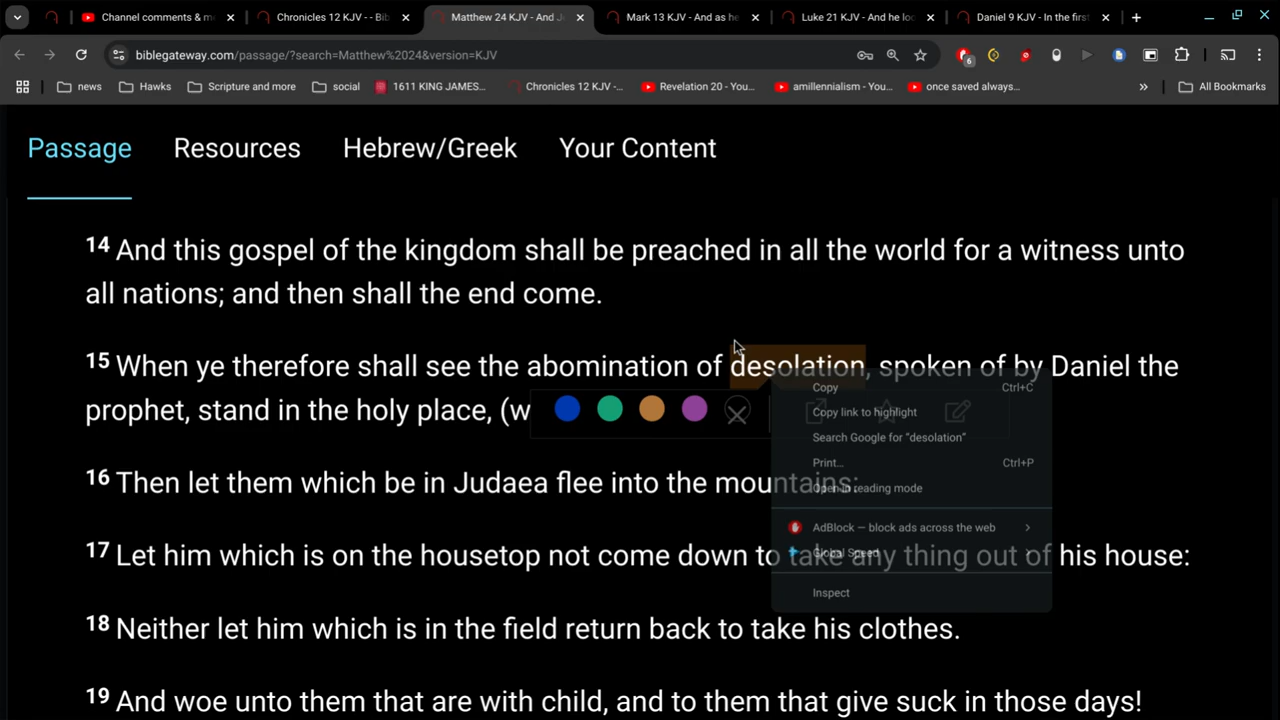 Channel comments & m
Chronicles 12 KJV - - Bib
Matthew 24 KJV - And J
Mark 13 KJV - And as he
Luke 21 KJV - And he loo
Daniel 9 KJV - In the first
biblegateway.com/passage/?search=Matthew%2024&version=KJV
6
news
Hawks
Scripture and more
social
1611 KING JAMES...
Chronicles 12 KJV -...
Revelation 20 - You...
amillennialism - You...
once saved always...
All Bookmarks
Passage
Resources
Hebrew/Greek
Your Content
14 And this gospel of the kingdom shall be preached in all the world for a witness unto
all nations; and then shall the end come.
15 When ye therefore shall see the abomination of desolation, spoken of by Daniel the
prophet, stand in the holy place, (w
16 Then let them which be in Judaea flee into the mountains:
17 Let him which is on the housetop not come down to take any thing out of his house:
18 Neither let him which is in the field return back to take his clothes.
19 And woe unto them that are with child, and to them that give suck in those days!
Copy Ctrl+C
Copy link to highlight
Search Google for "desolation"
Print... Ctrl+P
Open in reading mode
AdBlock — block ads across the web
Global Speed
Inspect